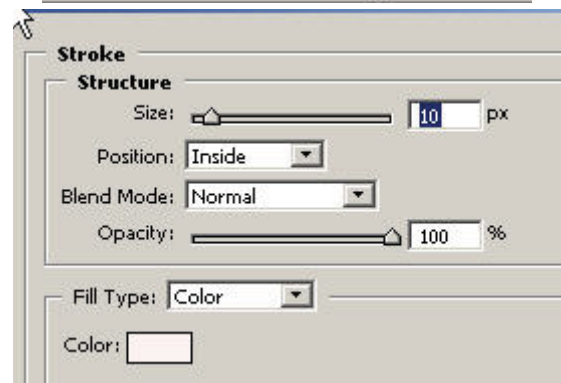 Stroke
Structure
Size: 10 px
Position: Inside
Blend Mode: Normal
Opacity: 100 %
Fill Type: Color
Color: